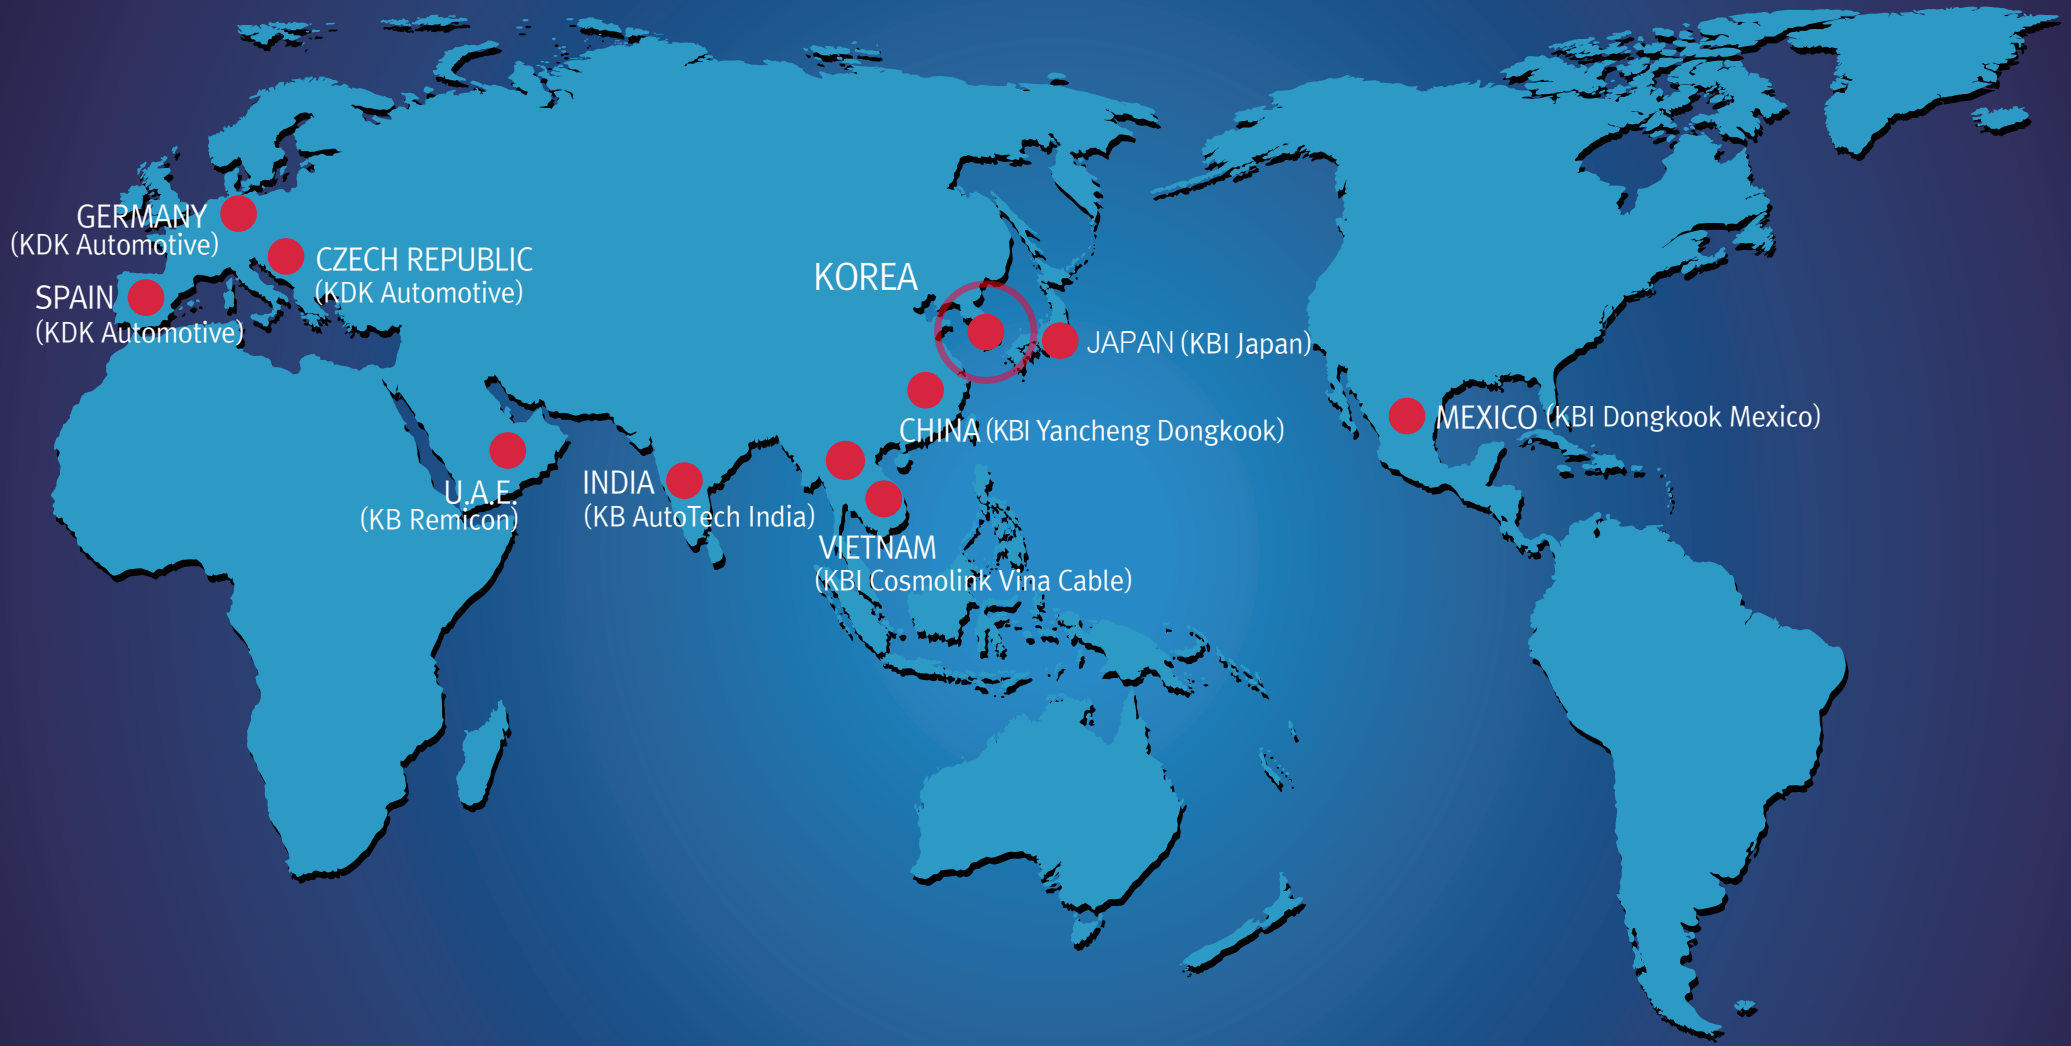 GERMANY
(KDK Automotive)
CZECH REPUBLIC
(KDK Automotive)
SPAIN
(KDK Automotive)
KOREA
JAPAN (KBI Japan)
CHINA (KBI Yancheng Dongkook)
MEXICO (KBI Dongkook Mexico)
U.A.E.
(KB Remicon)
INDIA
(KB AutoTech India)
VIETNAM
(KBI Cosmolink Vina Cable)